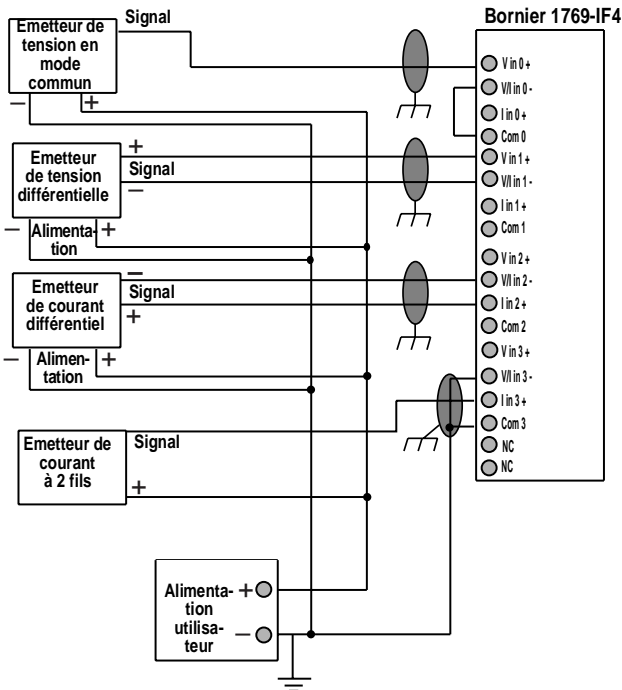 Bornier 1769-IF4
Emetteur de
tension en
mode
commun
Signal
− +
Emetteur
de tension
différentielle
+
Signal
−
− Alimenta- +
tion
Emetteur
de courant
différentiel
−
Signal
+
− Alimen- +
tation
Emetteur de
courant
à 2 fils
Signal
+
Alimenta- +
tion
utilisa- −
teur
V in 0 +
V/I in 0 -
I in 0 +
Com 0
V in 1 +
V/I in 1 -
I in 1 +
Com 1
V in 2 +
V/I in 2 -
I in 2 +
Com 2
V in 3 +
V/I in 3 -
I in 3 +
Com 3
NC
NC